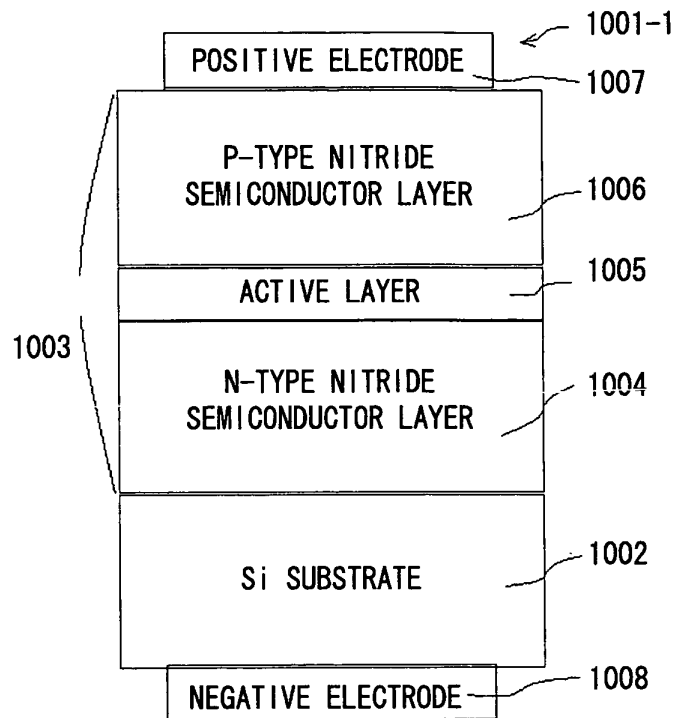 1001-1
POSITIVE ELECTRODE
1007
P-TYPE NITRIDE
SEMICONDUCTOR LAYER
1006
ACTIVE LAYER
1005
1003
N-TYPE NITRIDE
SEMICONDUCTOR LAYER
1004
Si SUBSTRATE
1002
NEGATIVE ELECTRODE
1008